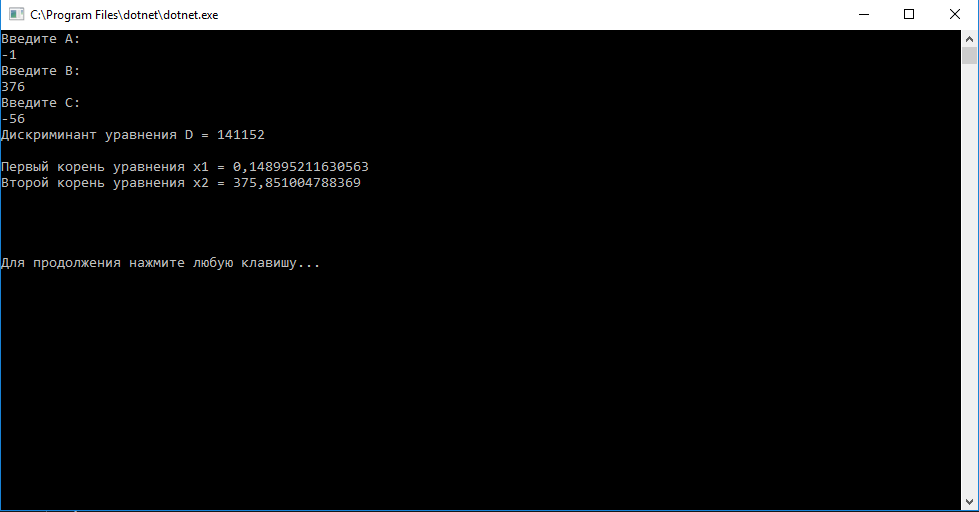 C:\Program Files\dotnet\dotnet.exe
Введите A:
-1
Введите B:
376
Введите C:
-56
Дискриминант уравнения D = 141152
Первый корень уравнения x1 = 0,148995211630563
Второй корень уравнения x2 = 375,851004788369
Для продолжения нажмите любую клавишу...